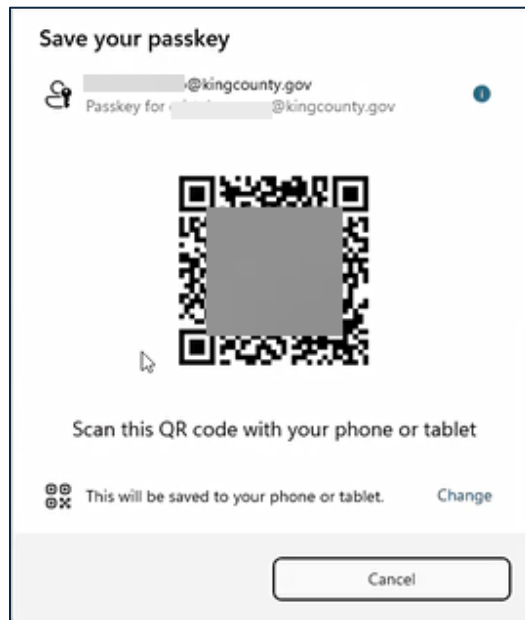 Save your passkey
@kingcounty.gov
Passkey for @kingcounty.gov
Scan this QR code with your phone or tablet
This will be saved to your phone or tablet. Change
Cancel